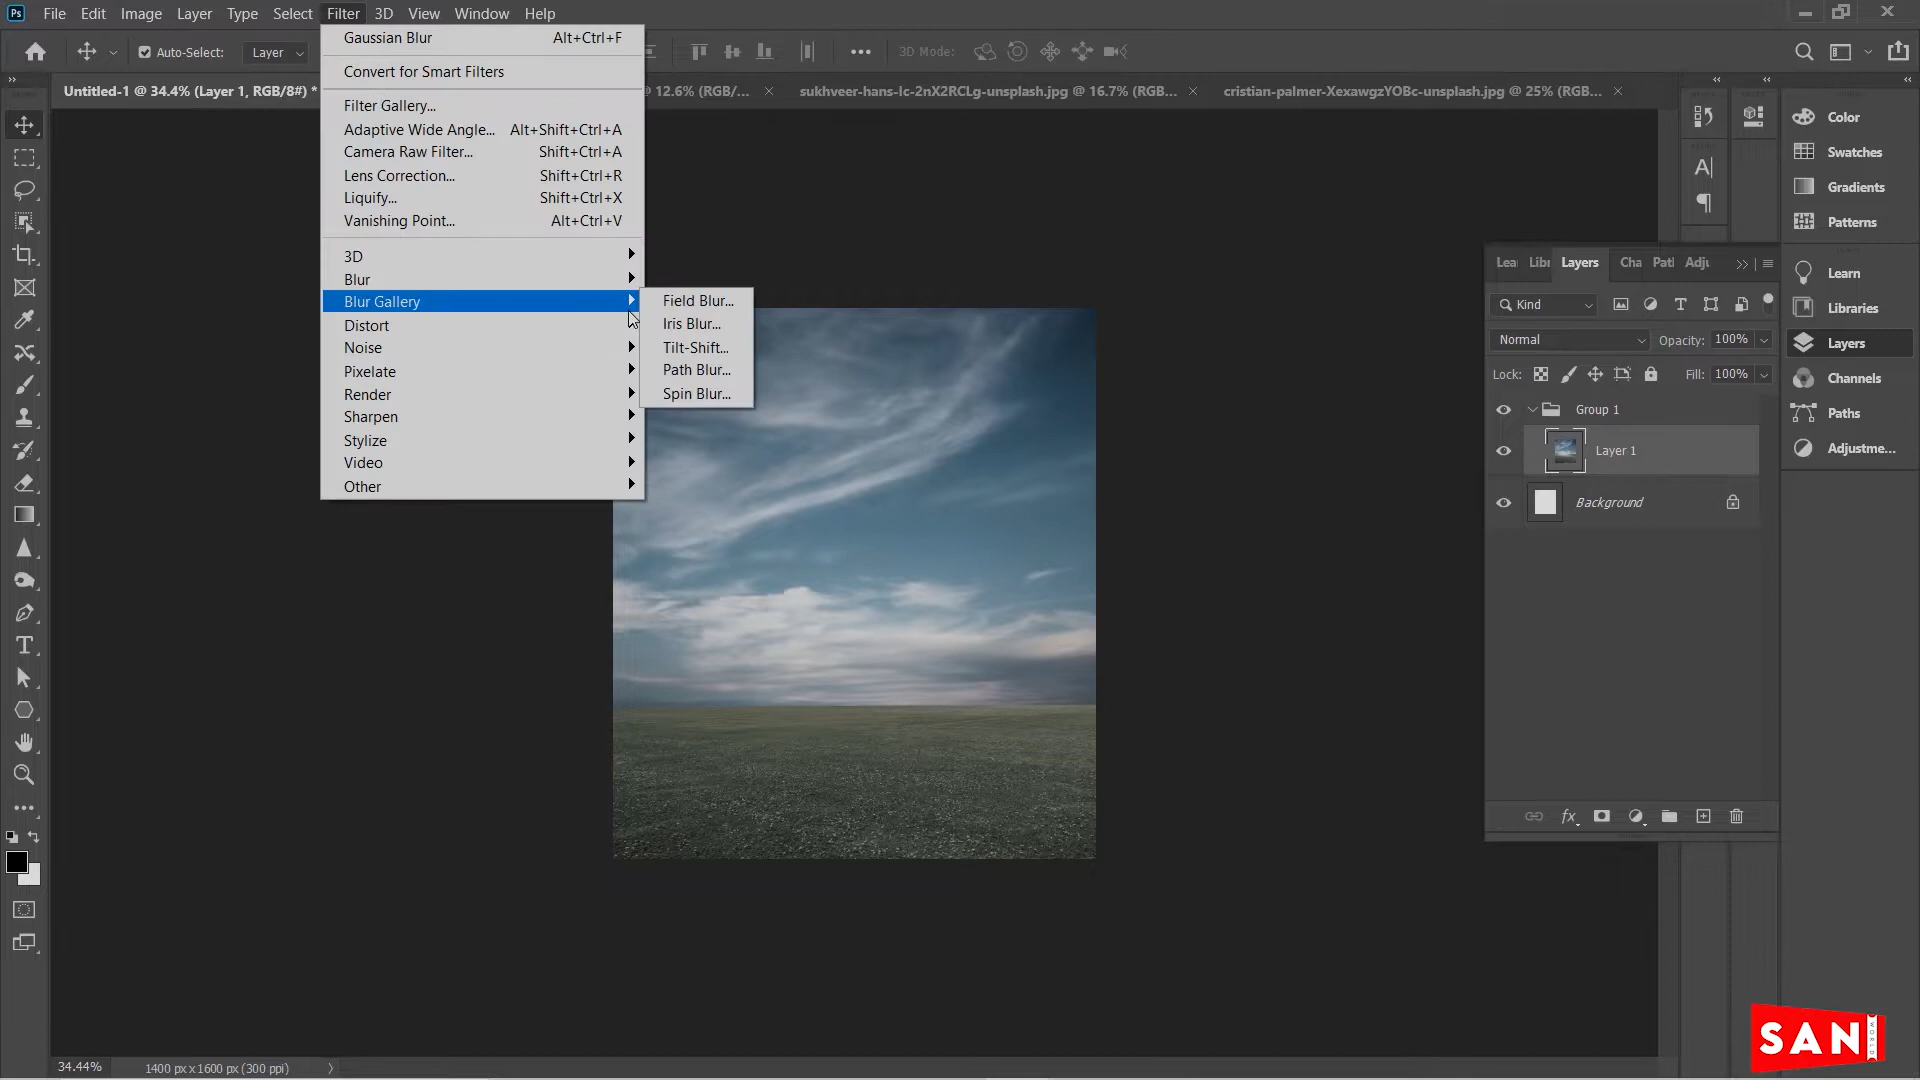 Ps File Edit Image Layer Type Select Filter 3D View Window Help
Auto-Select: Layer
3D Mode:
Untitled-1 @ 34.4% (Layer 1, RGB/8#) *
12.6% (RGB/...
sukhveer-hans-lc-2nX2RCLg-unsplash.jpg @ 16.7% (RGB...
cristian-palmer-XexawgzYOBc-unsplash.jpg @ 25% (RGB...
Gaussian Blur Alt+Ctrl+F
Convert for Smart Filters
Filter Gallery...
Adaptive Wide Angle... Alt+Shift+Ctrl+A
Camera Raw Filter... Shift+Ctrl+A
Lens Correction... Shift+Ctrl+R
Liquify... Shift+Ctrl+X
Vanishing Point... Alt+Ctrl+V
3D
Blur
Blur Gallery
Distort
Noise
Pixelate
Render
Sharpen
Stylize
Video
Other
Field Blur...
Iris Blur...
Tilt-Shift...
Path Blur...
Spin Blur...
Lea Libr Layers Cha Patl Adju
Kind
Normal Opacity: 100%
Lock: Fill: 100%
Group 1
Layer 1
Background
fx
Color
Swatches
Gradients
Patterns
Learn
Libraries
Layers
Channels
Paths
Adjustme...
34.44% 1400 px x 1600 px (300 ppi)
SANI
WORLD